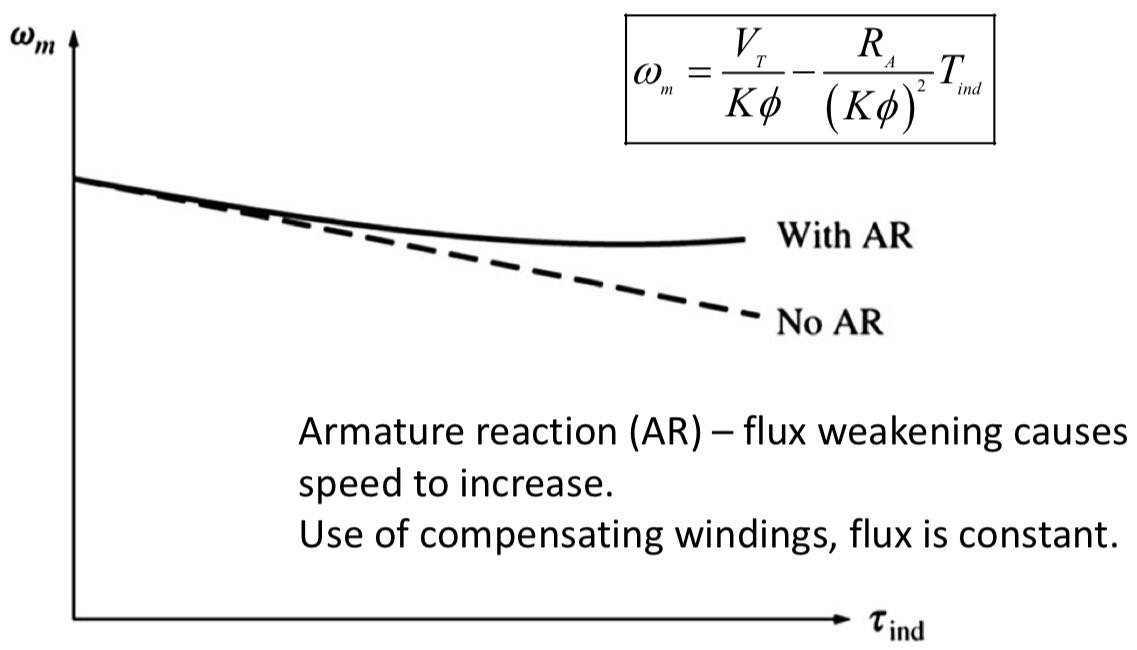 ωₘ
ω_m = V_T / Kϕ − R_A / (Kϕ)² T_ind
With AR
No AR
Armature reaction (AR) – flux weakening causes
speed to increase.
Use of compensating windings, flux is constant.
τ_ind